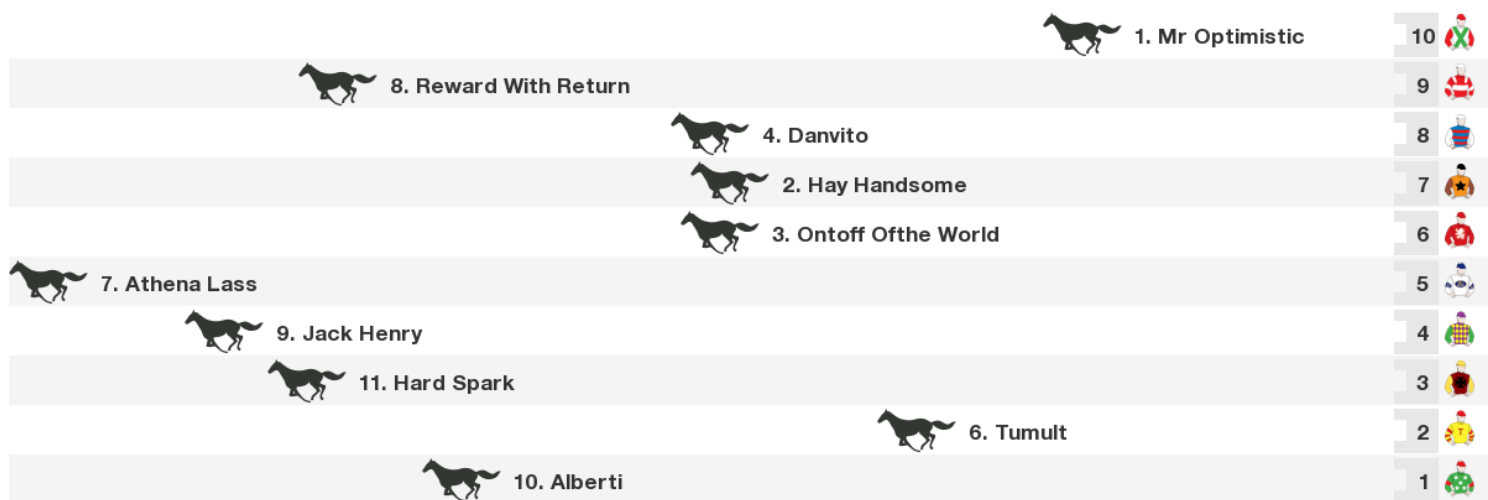 1. Mr Optimistic 10
8. Reward With Return 9
4. Danvito 8
2. Hay Handsome 7
3. Ontoff Ofthe World 6
7. Athena Lass 5
9. Jack Henry 4
11. Hard Spark 3
6. Tumult 2
T
10. Alberti 1